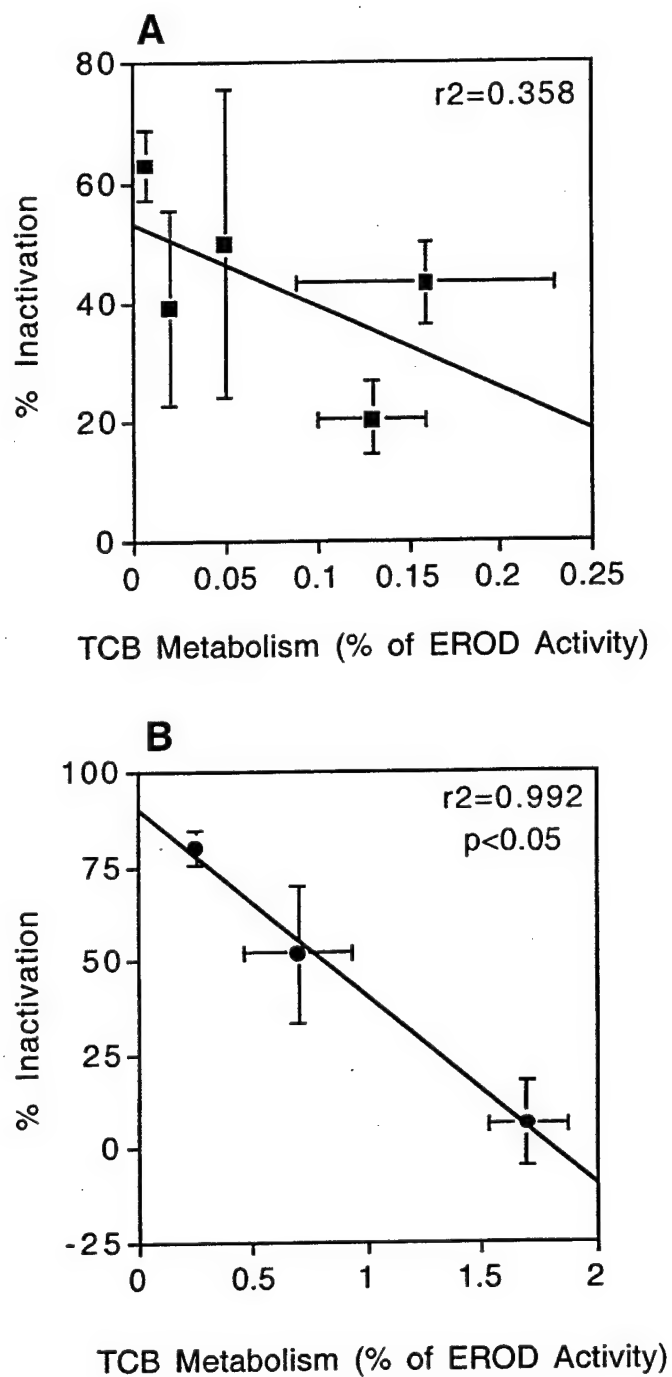 A
r2=0.358
80
60
40
20
0
% Inactivation
0 0.05 0.1 0.15 0.2 0.25
TCB Metabolism (% of EROD Activity)
B
r2=0.992
p<0.05
100
75
50
25
0
-25
% Inactivation
0 0.5 1 1.5 2
TCB Metabolism (% of EROD Activity)